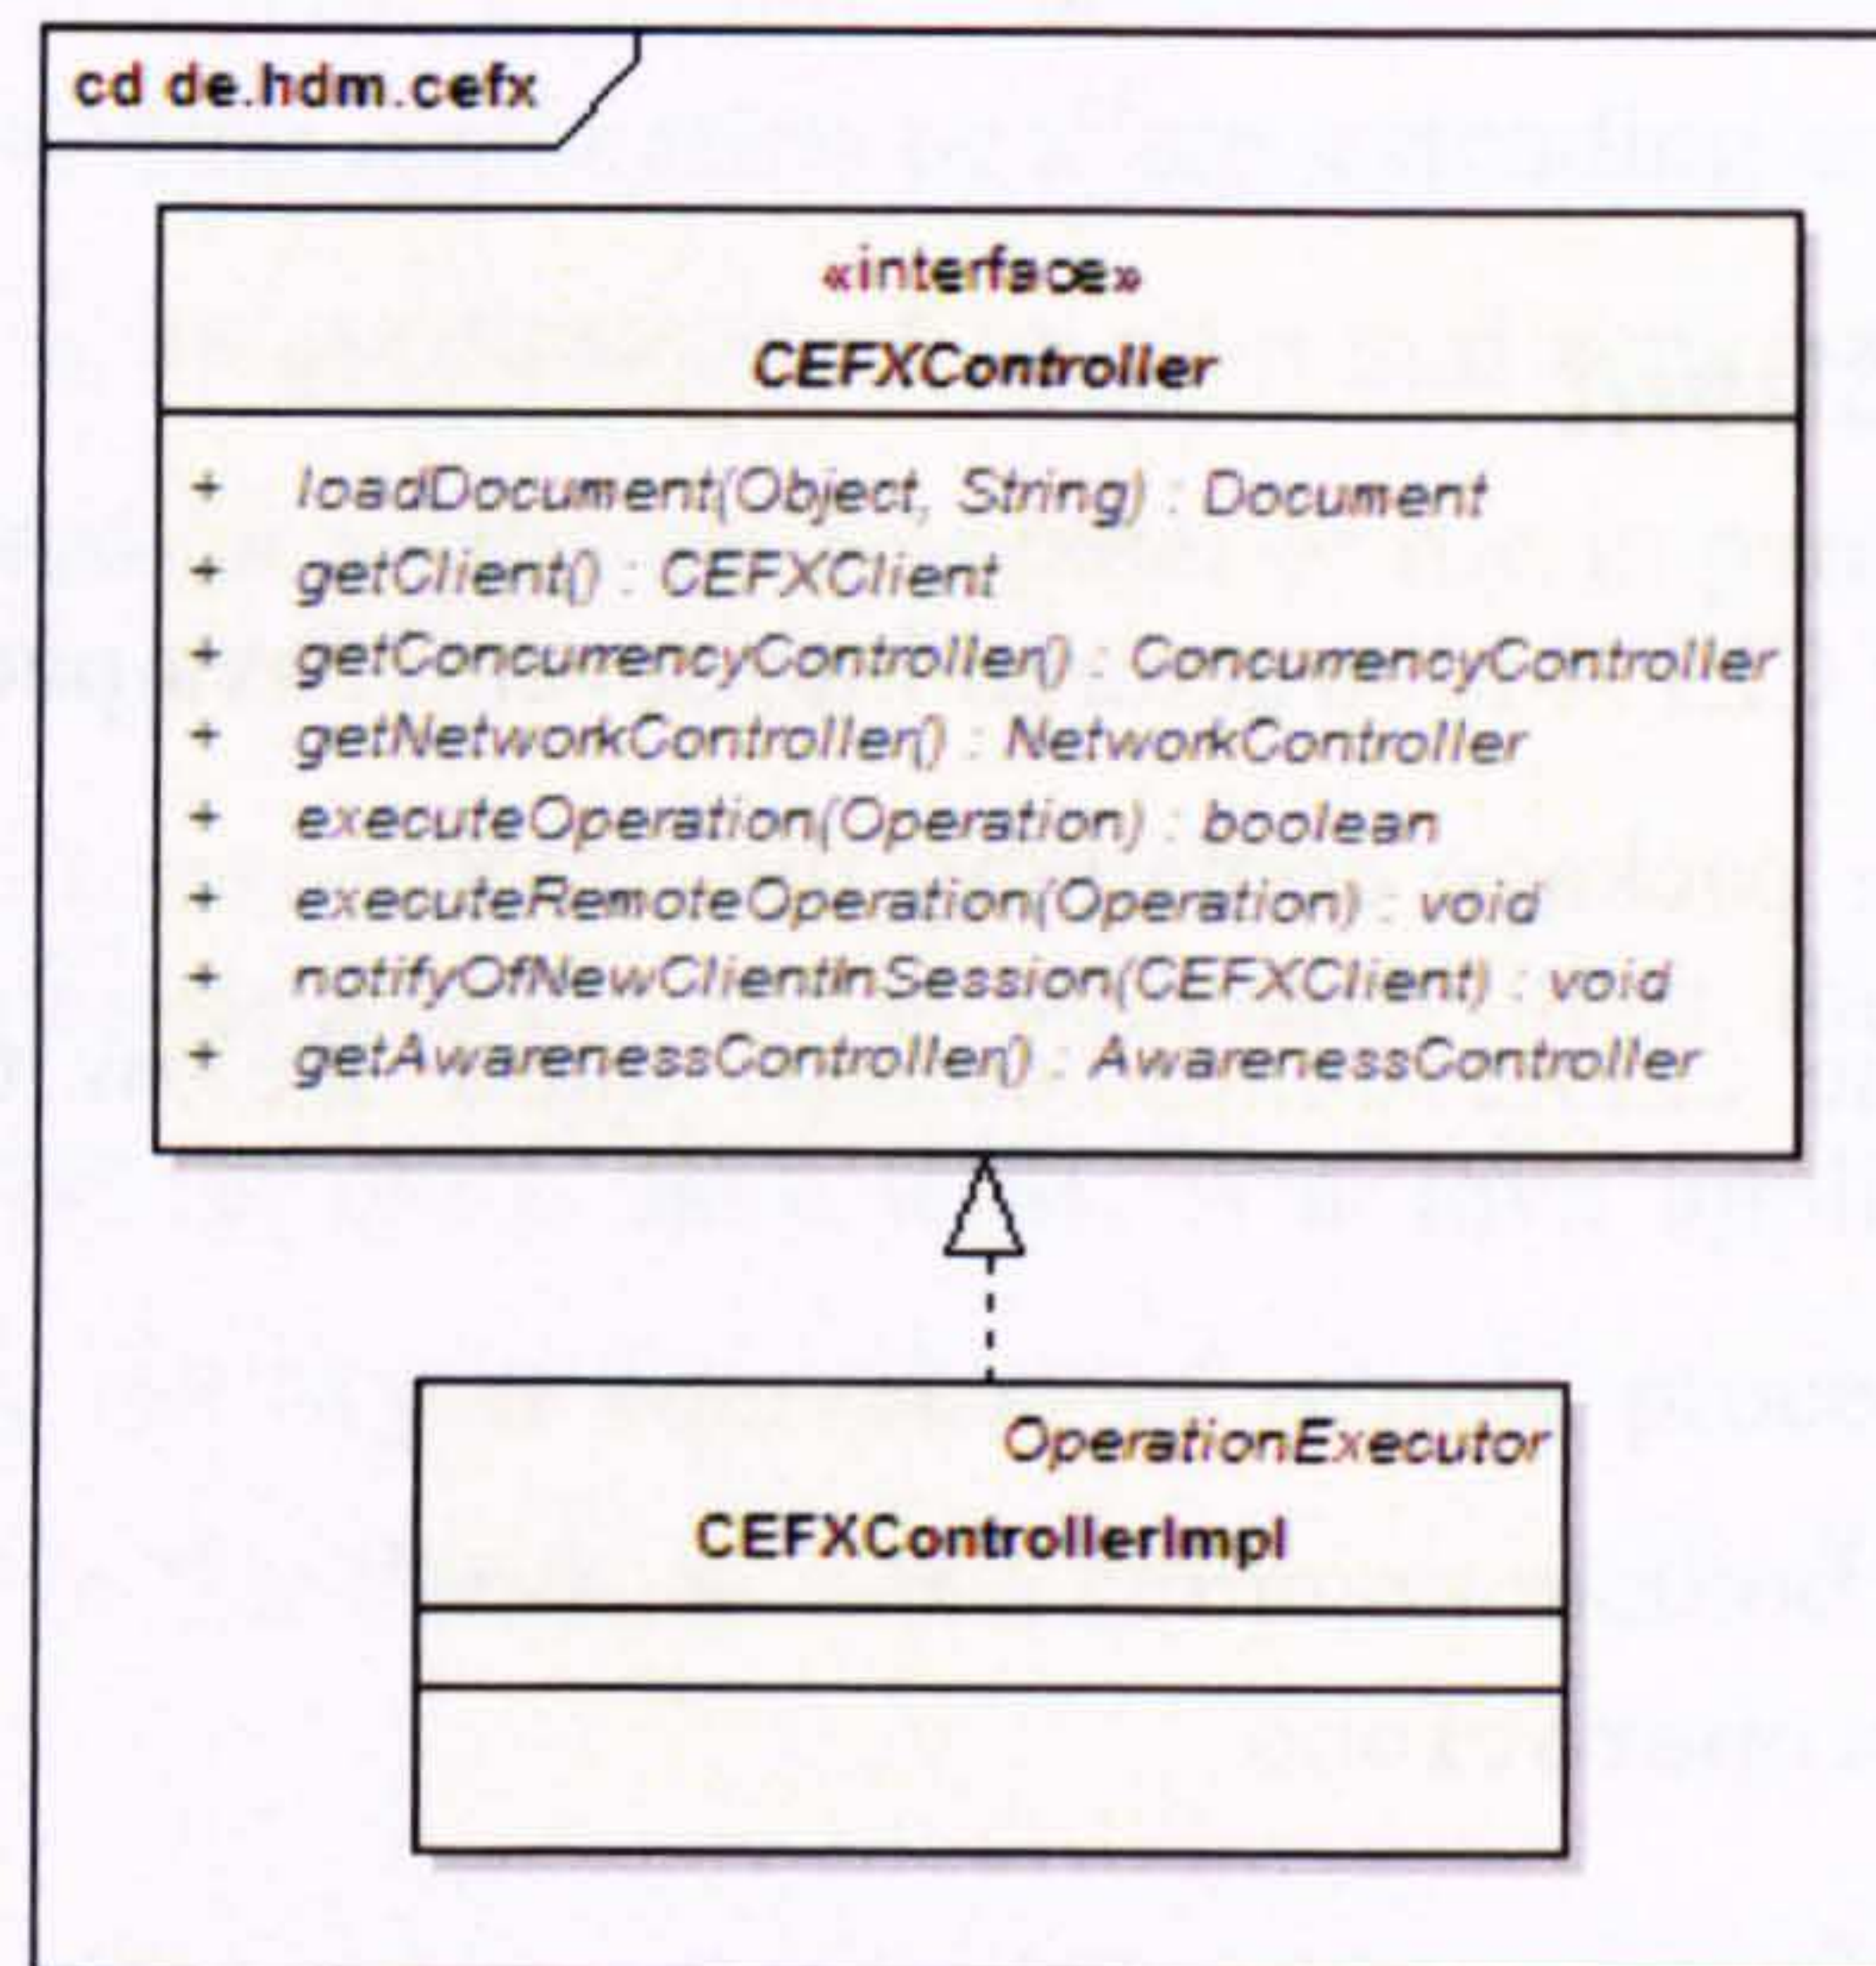 cd de.hdm.cefx
«interface»
CEFXController
+ loadDocument(Object, String) : Document
+ getClient() : CEFXClient
+ getConcurrencyController() : ConcurrencyController
+ getNetworkController() : NetworkController
+ executeOperation(Operation) : boolean
+ executeRemoteOperation(Operation) : void
+ notifyOfNewClientInSession(CEFXClient) : void
+ getAwarenessController() : AwarenessController
OperationExecutor
CEFXControllerImpl